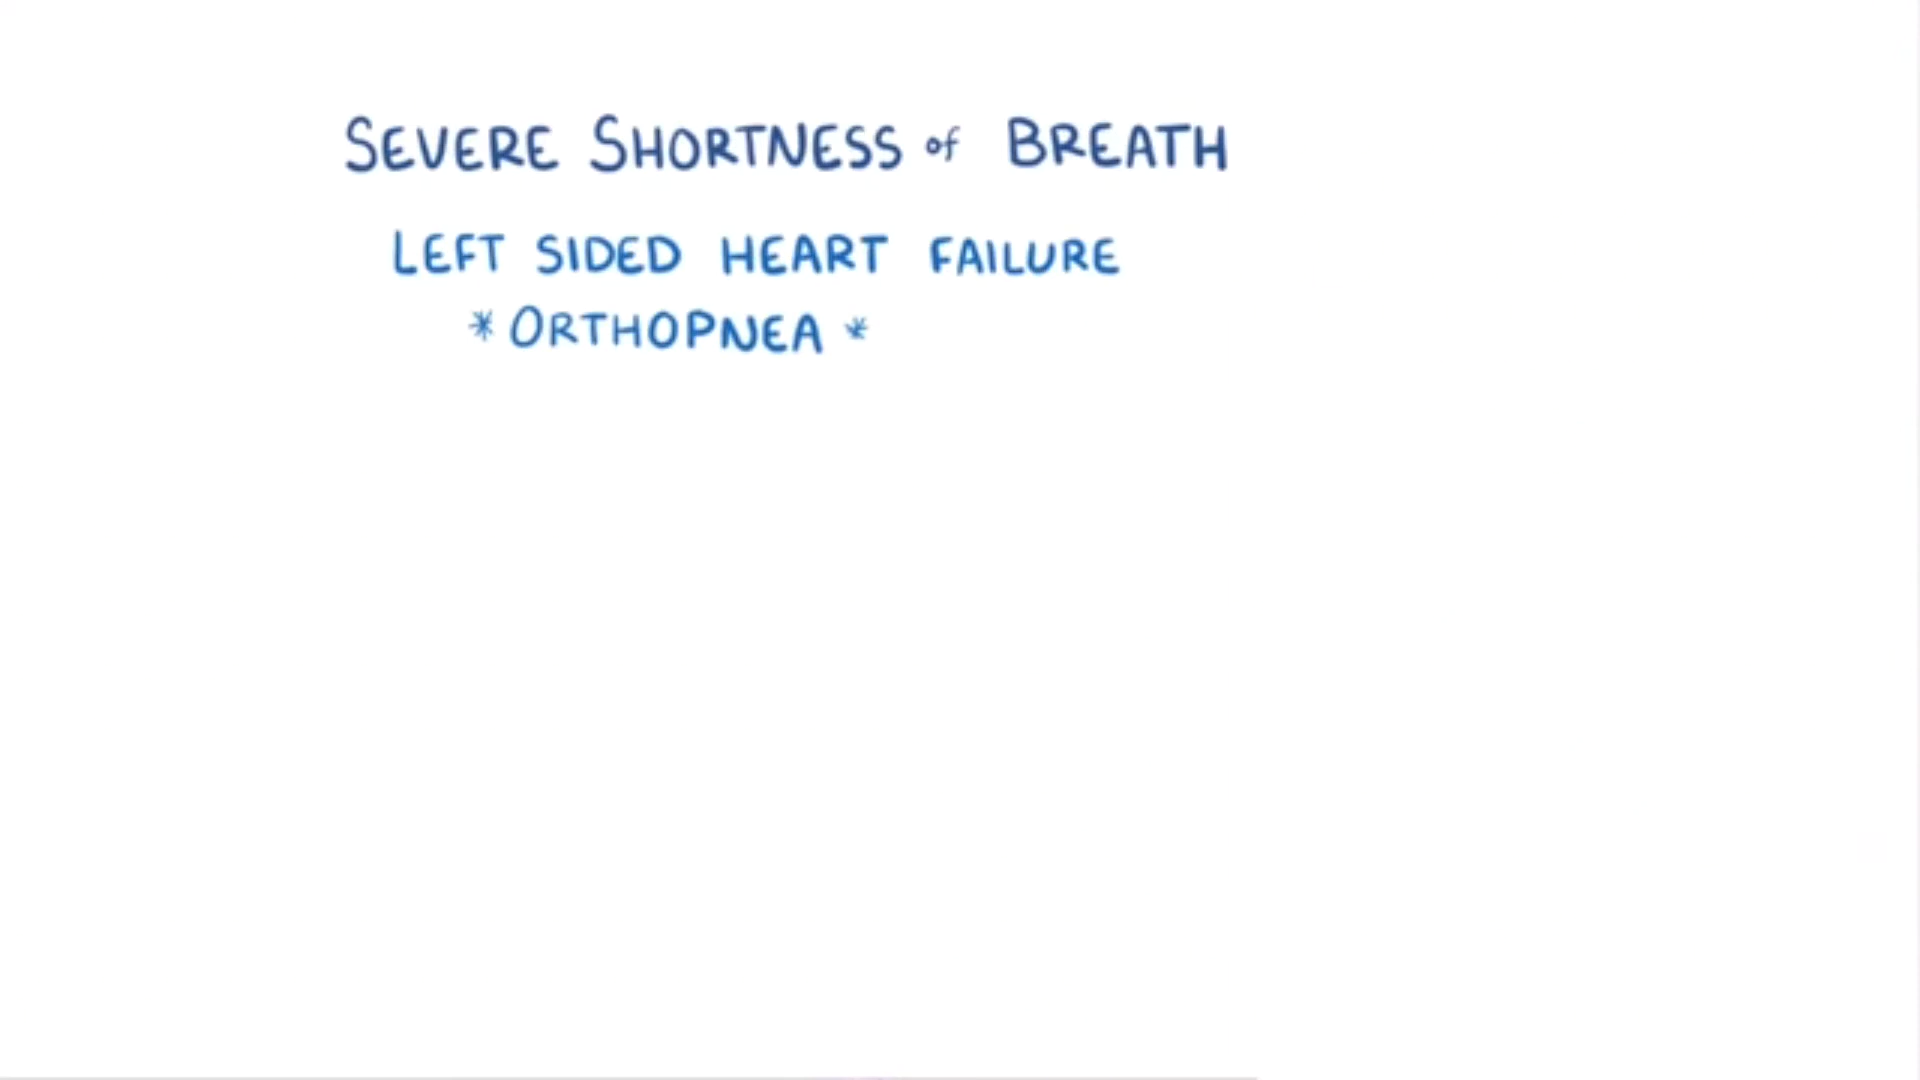 SEVERE SHORTNESS of BREATH
LEFT SIDED HEART FAILURE
* ORTHOPNEA *